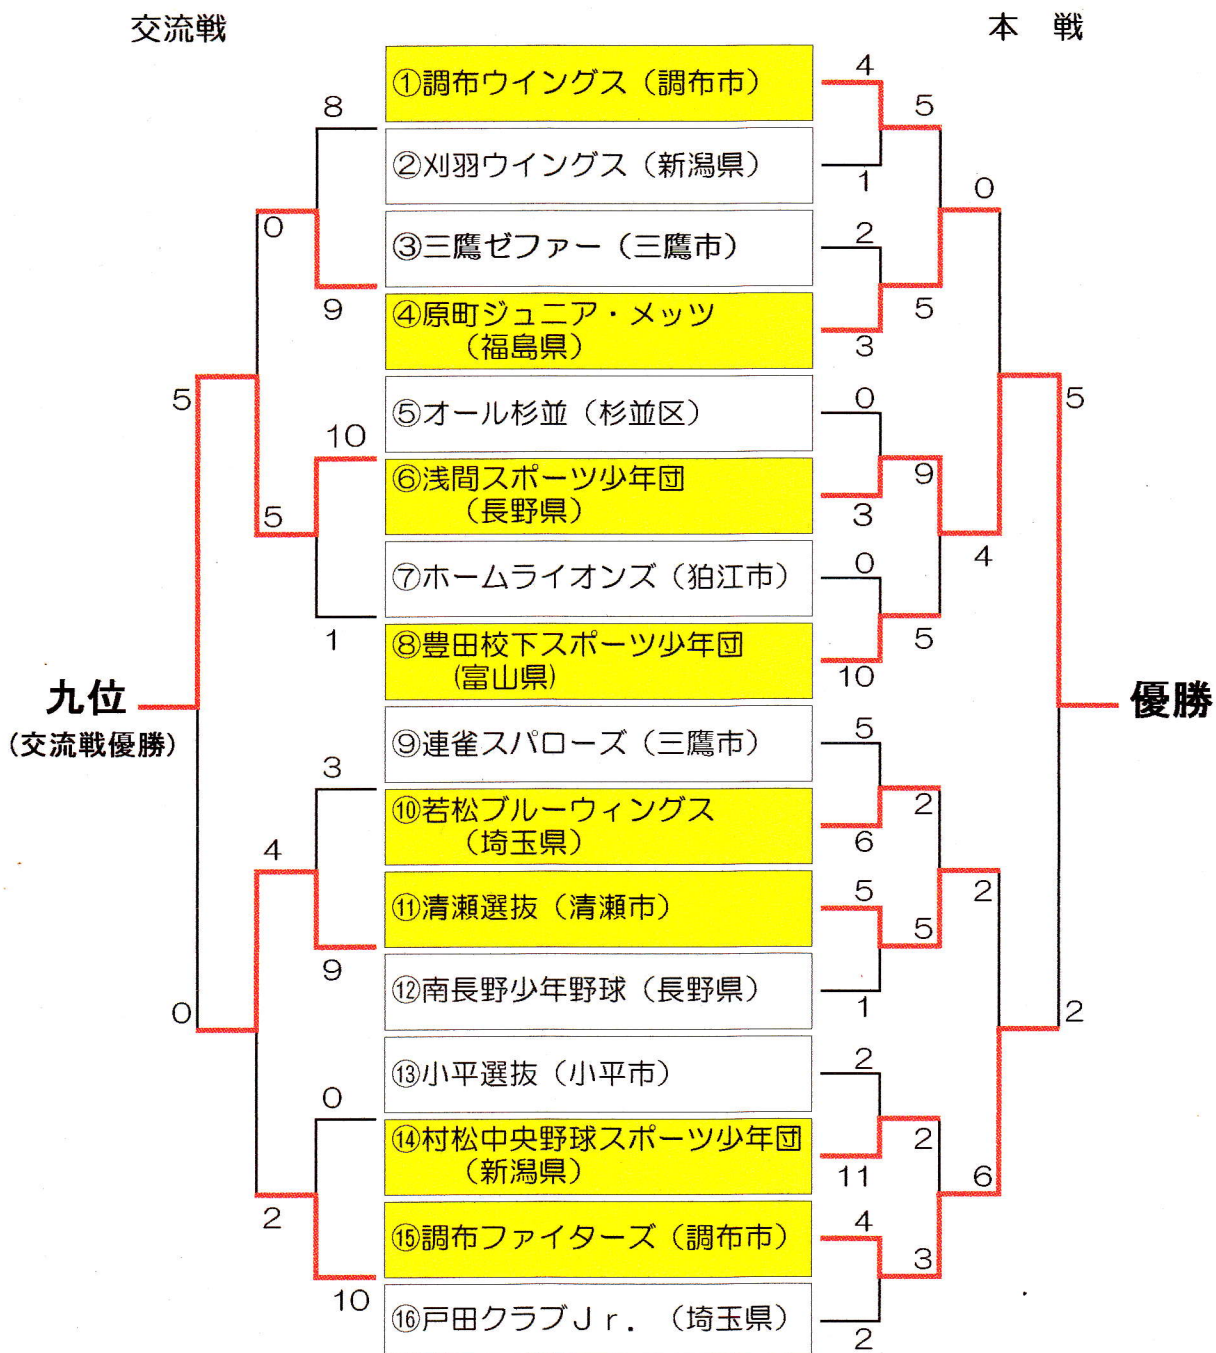 交流戦
本　戦
①調布ウイングス（調布市）
②刈羽ウイングス（新潟県）
③三鷹ゼファー（三鷹市）
④原町ジュニア・メッツ
（福島県）
⑤オール杉並（杉並区）
⑥浅間スポーツ少年団
（長野県）
⑦ホームライオンズ（狛江市）
⑧豊田校下スポーツ少年団
(富山県)
⑨連雀スパローズ（三鷹市）
⑩若松ブルーウィングス
（埼玉県）
⑪清瀬選抜（清瀬市）
⑫南長野少年野球（長野県）
⑬小平選抜（小平市）
⑭村松中央野球スポーツ少年団
（新潟県）
⑮調布ファイターズ（調布市）
⑯戸田クラブＪｒ．（埼玉県）
8
9
10
1
3
9
0
10
0
5
4
2
5
0
九位
(交流戦優勝)
4
1
2
3
0
3
0
10
5
6
5
1
2
11
4
2
5
5
9
5
2
5
2
3
0
4
2
6
5
2
優勝